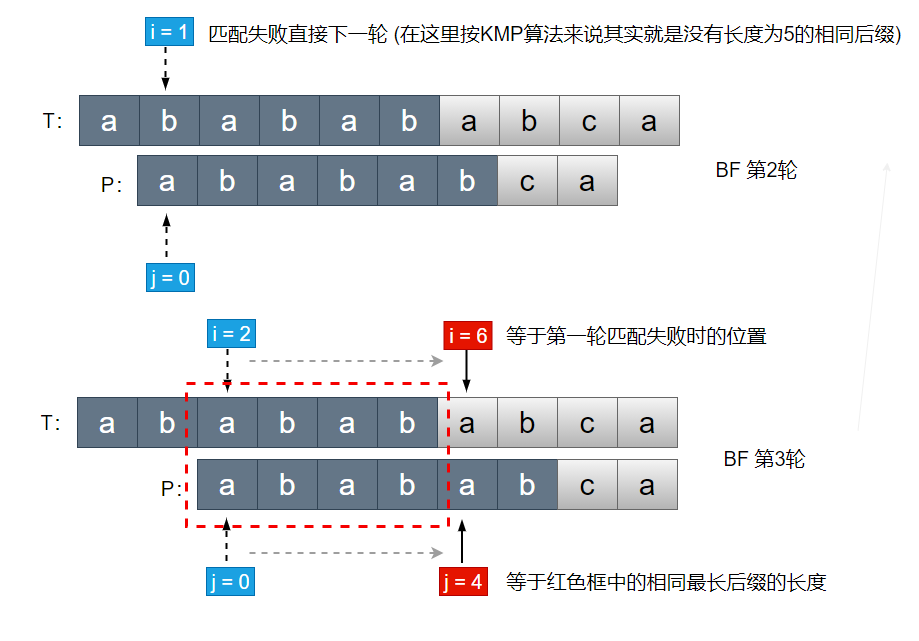 i = 1 匹配失败直接下一轮 (在这里按KMP算法来说其实就是没有长度为5的相同后缀)
T: a b a b a b a b c a
BF 第2轮
P: a b a b a b c a
j = 0
i = 2 i = 6 等于第一轮匹配失败时的位置
T: a b a b a b a b c a
BF 第3轮
P: a b a b a b c a
j = 0 j = 4 等于红色框中的相同最长后缀的长度